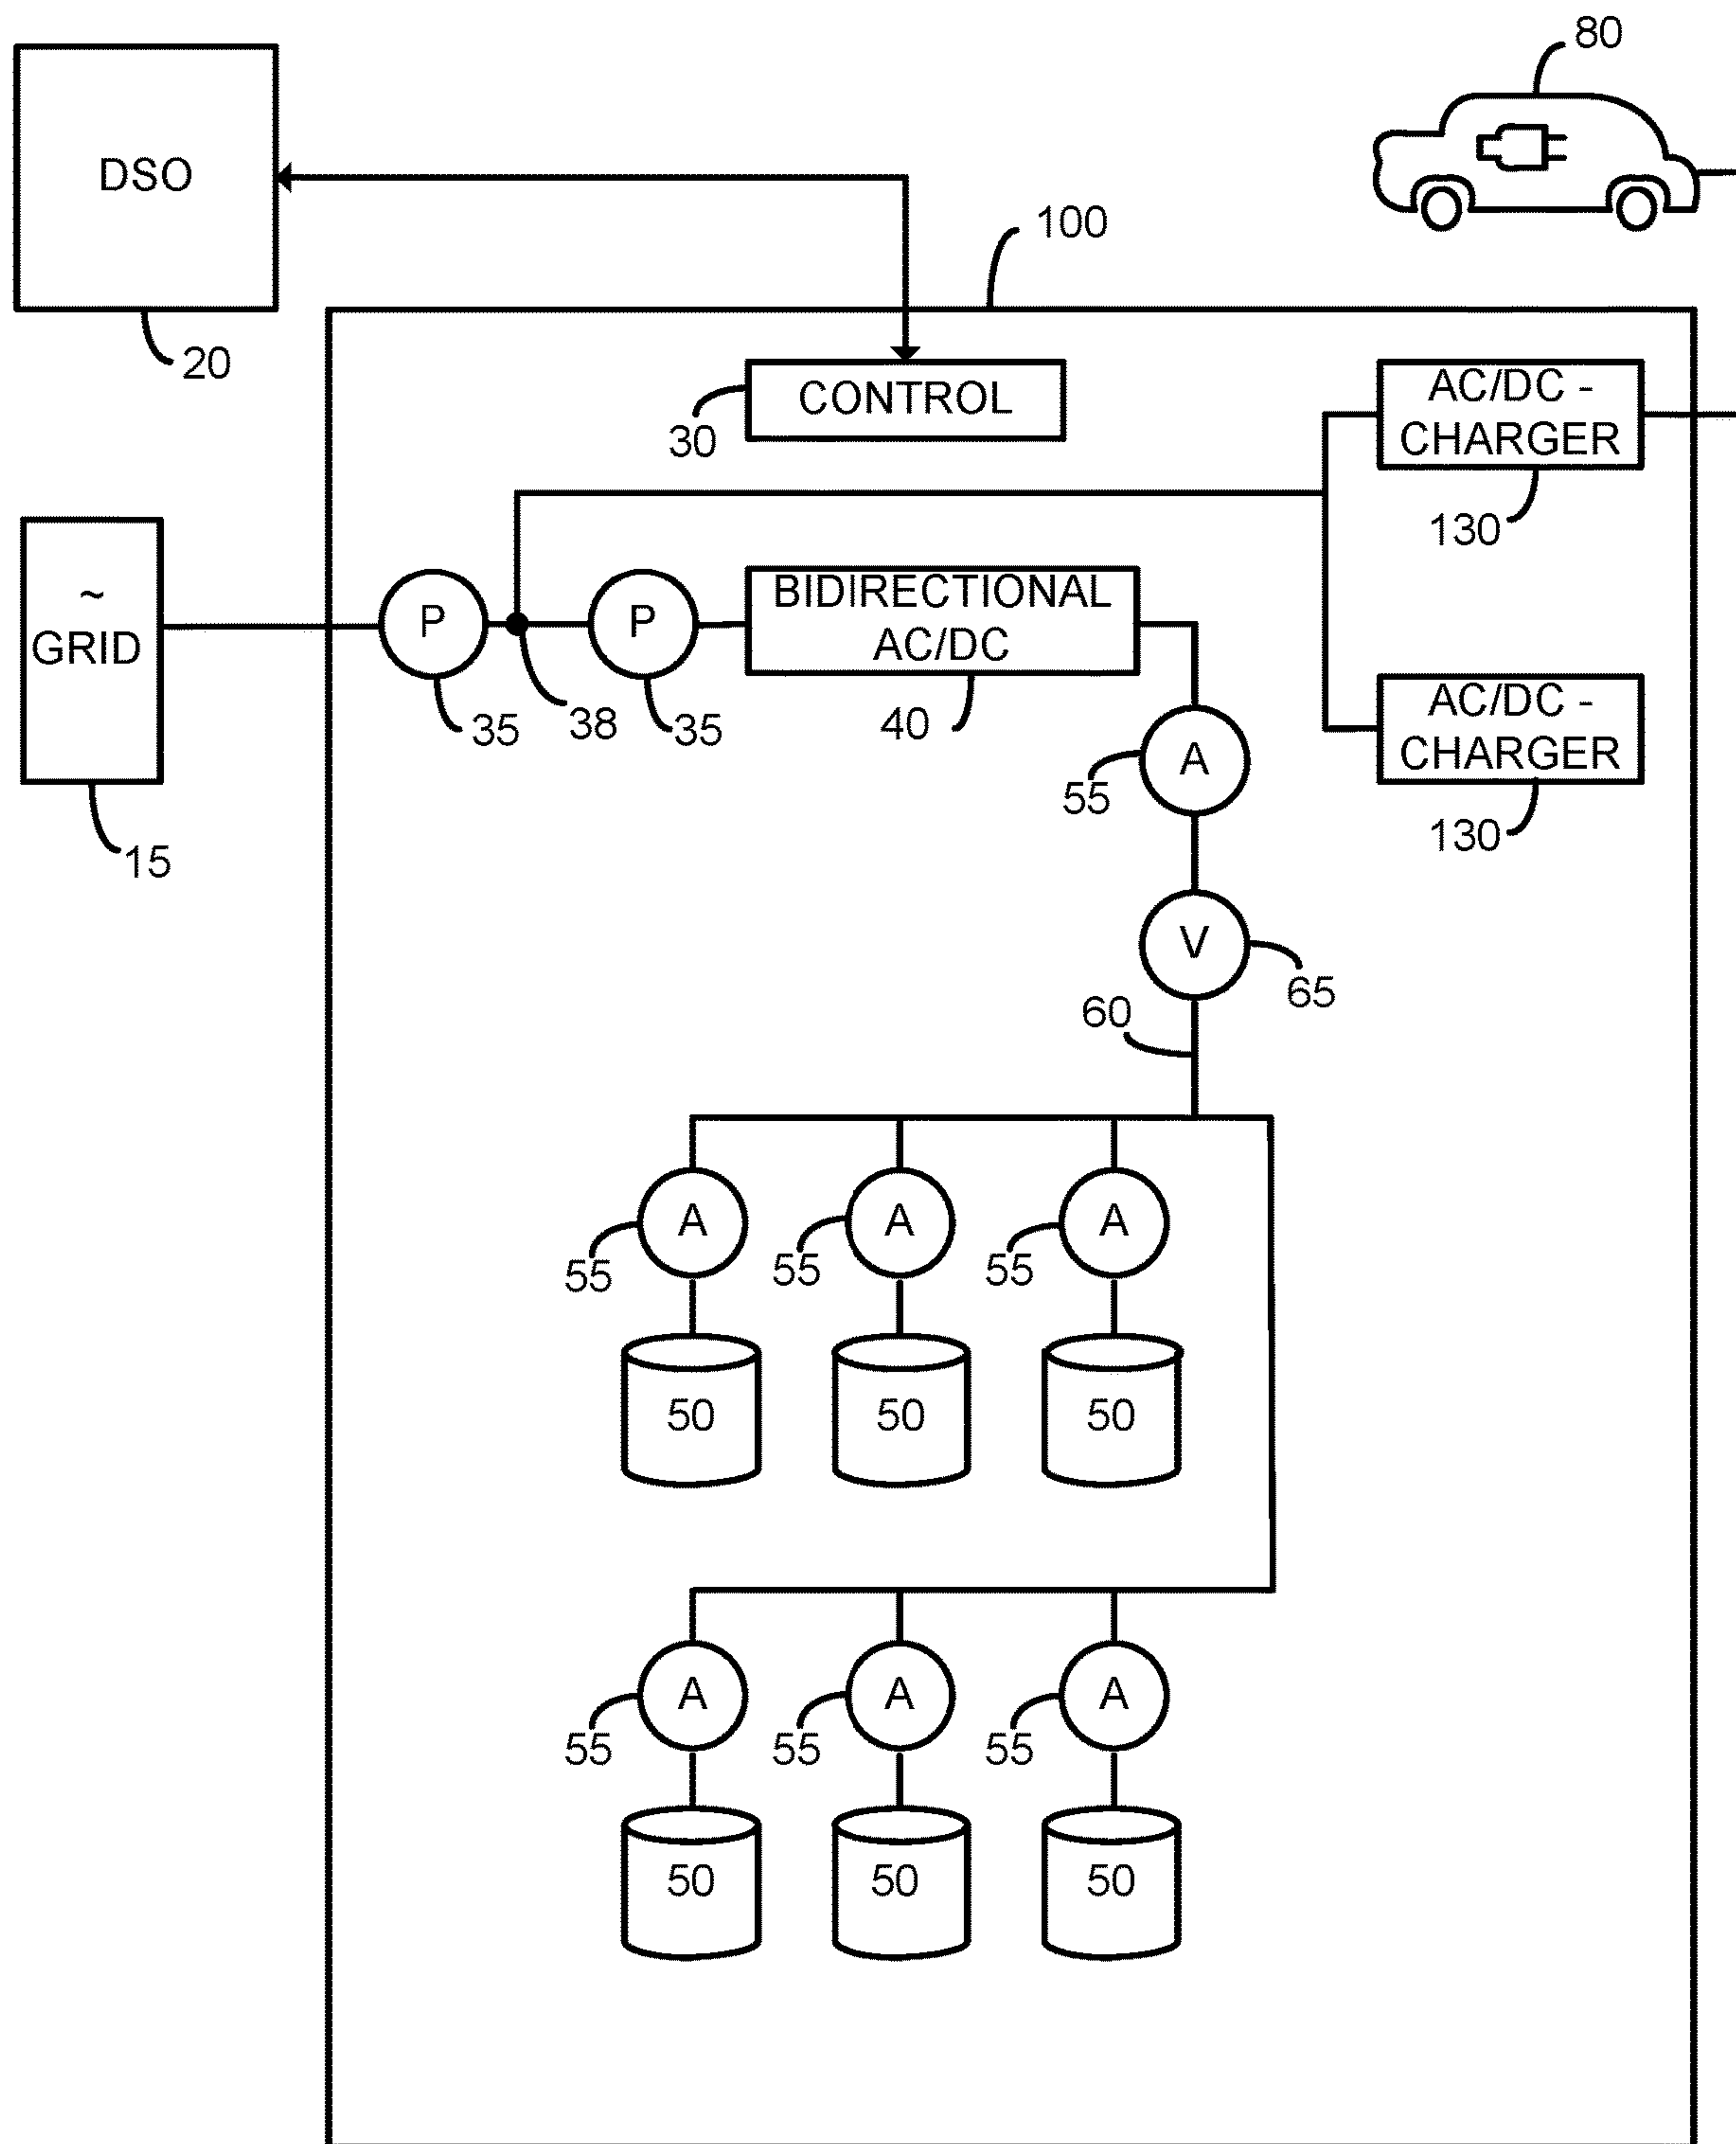 80
DSO
100
20
CONTROL
30
AC/DC -
CHARGER
130
~
GRID
15
P
35
38
P
35
BIDIRECTIONAL
AC/DC
40
AC/DC -
CHARGER
130
A
55
V
65
60
A
A
A
55
55
55
50
50
50
A
A
A
55
55
55
50
50
50